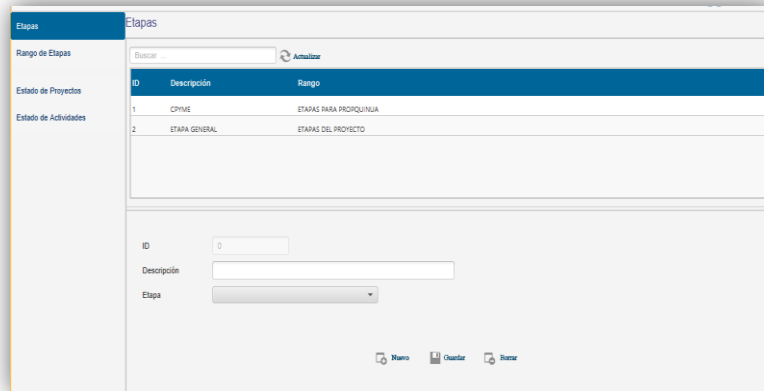 Etapas
Rango de Etapas
Estado de Proyectos
Estado de Actividades
Etapas
Buscar ...
Actualizar
ID Descripción Rango
1 CPYME ETAPAS PARA PROPQUINUA
2 ETAPA GENERAL ETAPAS DEL PROYECTO
ID 0
Descripción
Etapa
Nuevo Guardar Borrar